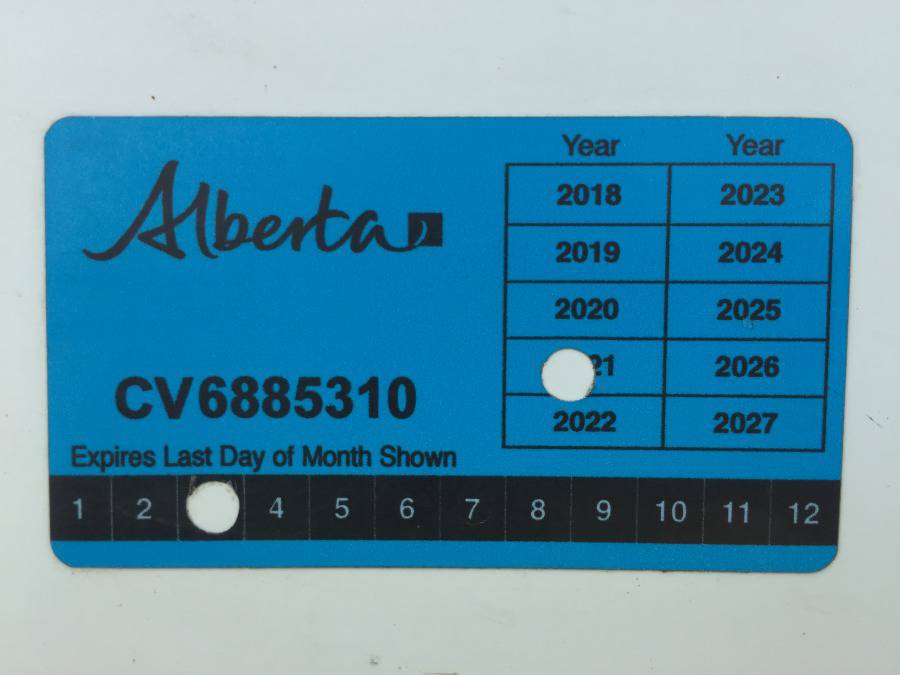 Alberta
Year Year
2018 2023
2019 2024
2020 2025
21 2026
2022 2027
CV6885310
Expires Last Day of Month Shown
1 2 4 5 6 7 8 9 10 11 12